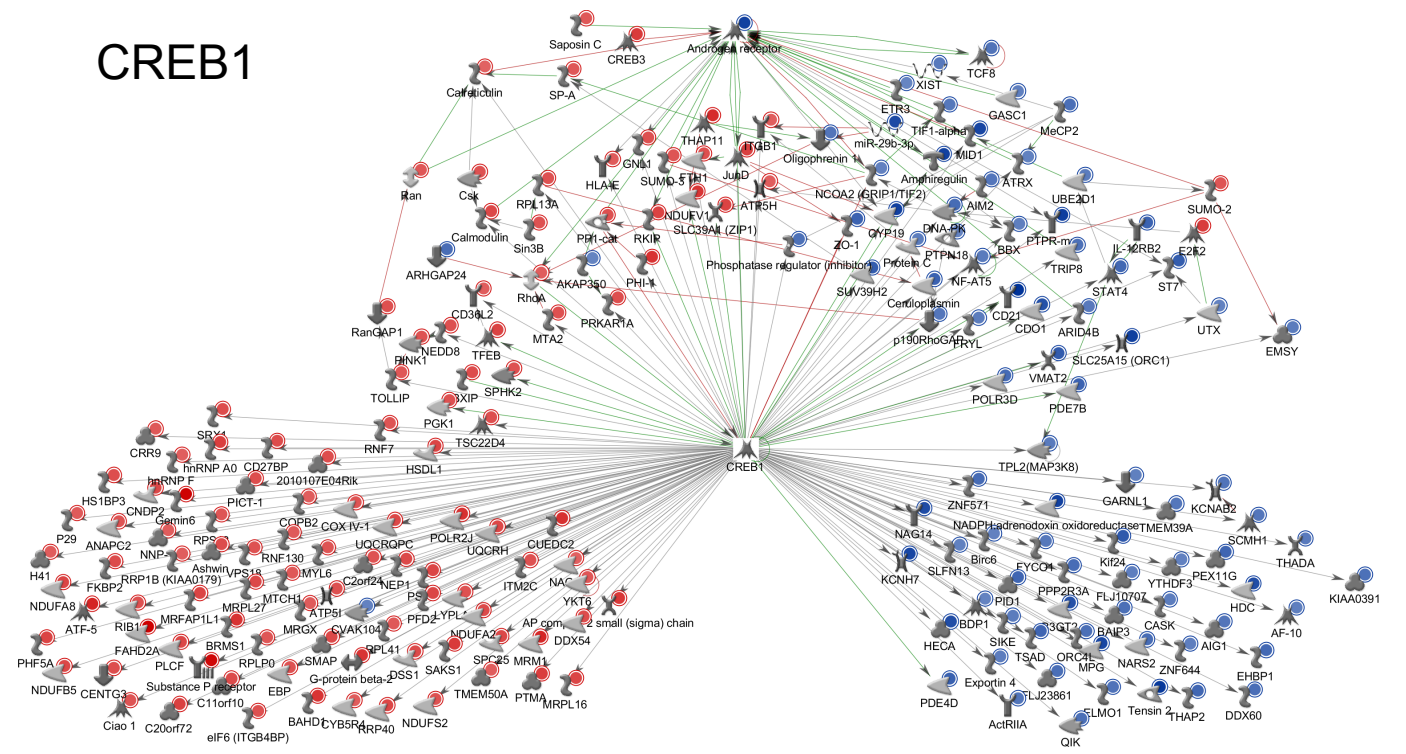 CREB1
Saposin C
CREB3
Androgen receptor
TCF8
Calreticulin
SP-A
XIST
ETR3
GASC1
THAP11
ITGB1
Oligophrenin 1
miR-29b-3p
TIF1-alpha
MID1
MeCP2
GNL1
SUMO-3
FTH1
JunD
Amphiregulin
ATRX
Ran
Csk
HLA-E
RPL13A
NDUFV1
ATP5H
NCOA2 (GRIP1/TIF2)
AIM2
UBE2D1
SUMO-2
Calmodulin
Sin3B
PP1-cat
RKIP
SLC39A1 (ZIP1)
ZO-1
CYP19
DNA-PK
BBX
PTPR-m
IL-12RB2
E2F2
ARHGAP24
RhoA
AKAP350
PHI-1
Phosphatase regulator (inhibitor)
Protein C
PTPN18
NF-AT5
TRIP8
SUV39H2
Ceruloplasmin
STAT4
ST7
CD36L2
MTA2
PRKAR1A
CD21
CDO1
ARID4B
UTX
RanGAP1
PINK1
NEDD8
TFEB
p190RhoGAP
FRYL
SLC25A15 (ORC1)
EMSY
VMAT2
TOLLIP
SPHK2
POLR3D
PDE7B
PGK1
TSC22D4
RNF7
HSDL1
CREB1
TPL2(MAP3K8)
CRR9
hnRNP A0
CD27BP
2010107E04Rik
hnRNP F
HS1BP3
CNDP2
Gemin6
PICT-1
ZNF571
GARNL1
KCNAB2
P29
ANAPC2
COPB2
COX IV-1
UQCRQPC
POLR2J
UQCRH
CUEDC2
NAG14
NADPH:adrenodoxin oxidoreductase
TMEM39A
SCMH1
THADA
H41
FKBP2
RRP1B (KIAA0179)
Ashwin
VPS18
RNF130
MYL6
C2orf24
NEP1
ITM2C
YKT6
KCNH7
SLFN13
Birc6
FYCO1
Kif24
YTHDF3
PEX11G
KIAA0391
NDUFA8
ATF-5
MRFAP1L1
MRPL27
MTCH1
ATP5I
CVAK104
PFD2
NDUFA2
DDX54
PID1
PPP2R3A
FLJ10707
HDC
RIB1
FAHD2A
BRMS1
MRGX
RPL41
BDP1
SIKE
BAIP3
CASK
AIG1
AF-10
PHF5A
PLCF
RPLP0
SMAP
DSS1
SAKS1
SPC25
MRM1
HECA
TSAD
ORC4L
MPG
NARS2
ZNF644
EHBP1
NDUFB5
CENTG3
Substance P receptor
C11orf10
EBP
G-protein beta-2
TMEM50A
PTMA
MRPL16
PDE4D
Exportin 4
FLJ23861
ELMO1
Tensin 2
THAP2
DDX60
Ciao 1
C20orf72
eIF6 (ITGB4BP)
BAHD1
CYB5R4
RRP40
NDUFS2
ActRIIA
QIK